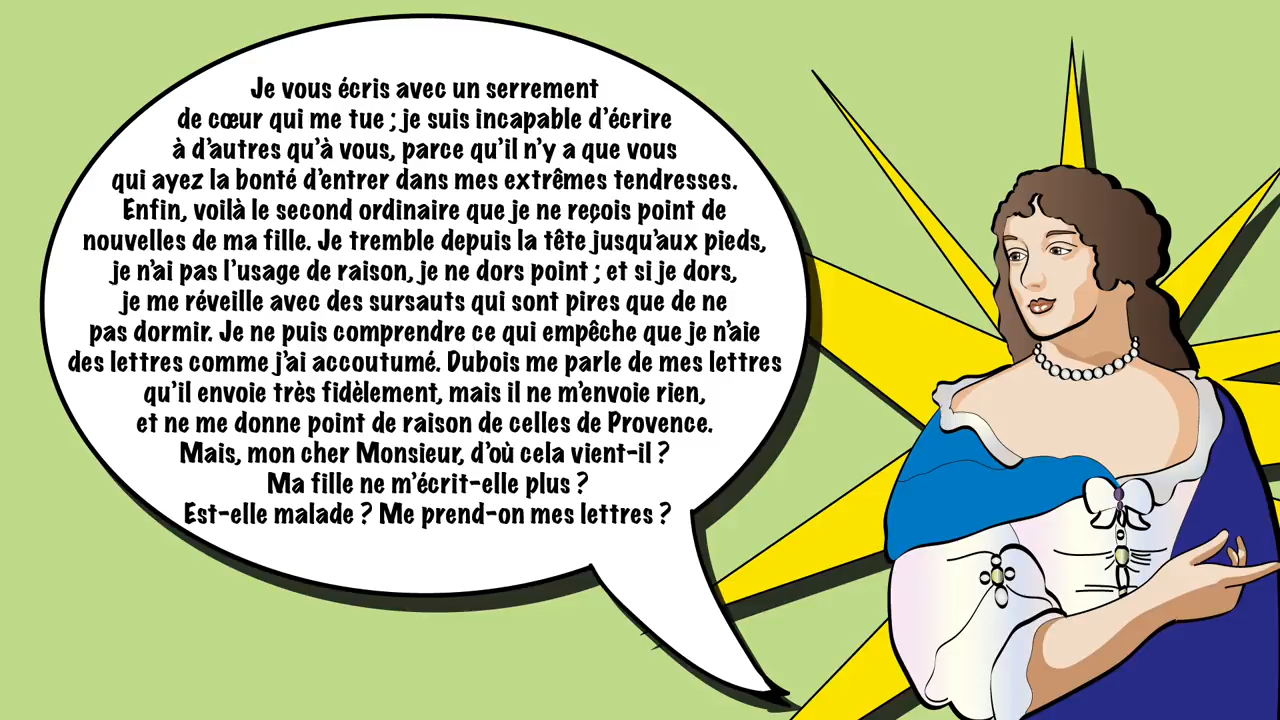 Je vous écris avec un serrement
de cœur qui me tue ; je suis incapable d'écrire
à d'autres qu'à vous, parce qu'il n'y a que vous
qui ayez la bonté d'entrer dans mes extrêmes tendresses.
Enfin, voilà le second ordinaire que je ne reçois point de
nouvelles de ma fille. Je tremble depuis la tête jusqu'aux pieds,
je n'ai pas l'usage de raison, je ne dors point ; et si je dors,
je me réveille avec des sursauts qui sont pires que de ne
pas dormir. Je ne puis comprendre ce qui empêche que je n'aie
des lettres comme j'ai accoutumé. Dubois me parle de mes lettres
qu'il envoie très fidèlement, mais il ne m'envoie rien,
et ne me donne point de raison de celles de Provence.
Mais, mon cher Monsieur, d'où cela vient-il ?
Ma fille ne m'écrit-elle plus ?
Est-elle malade ? Me prend-on mes lettres ?